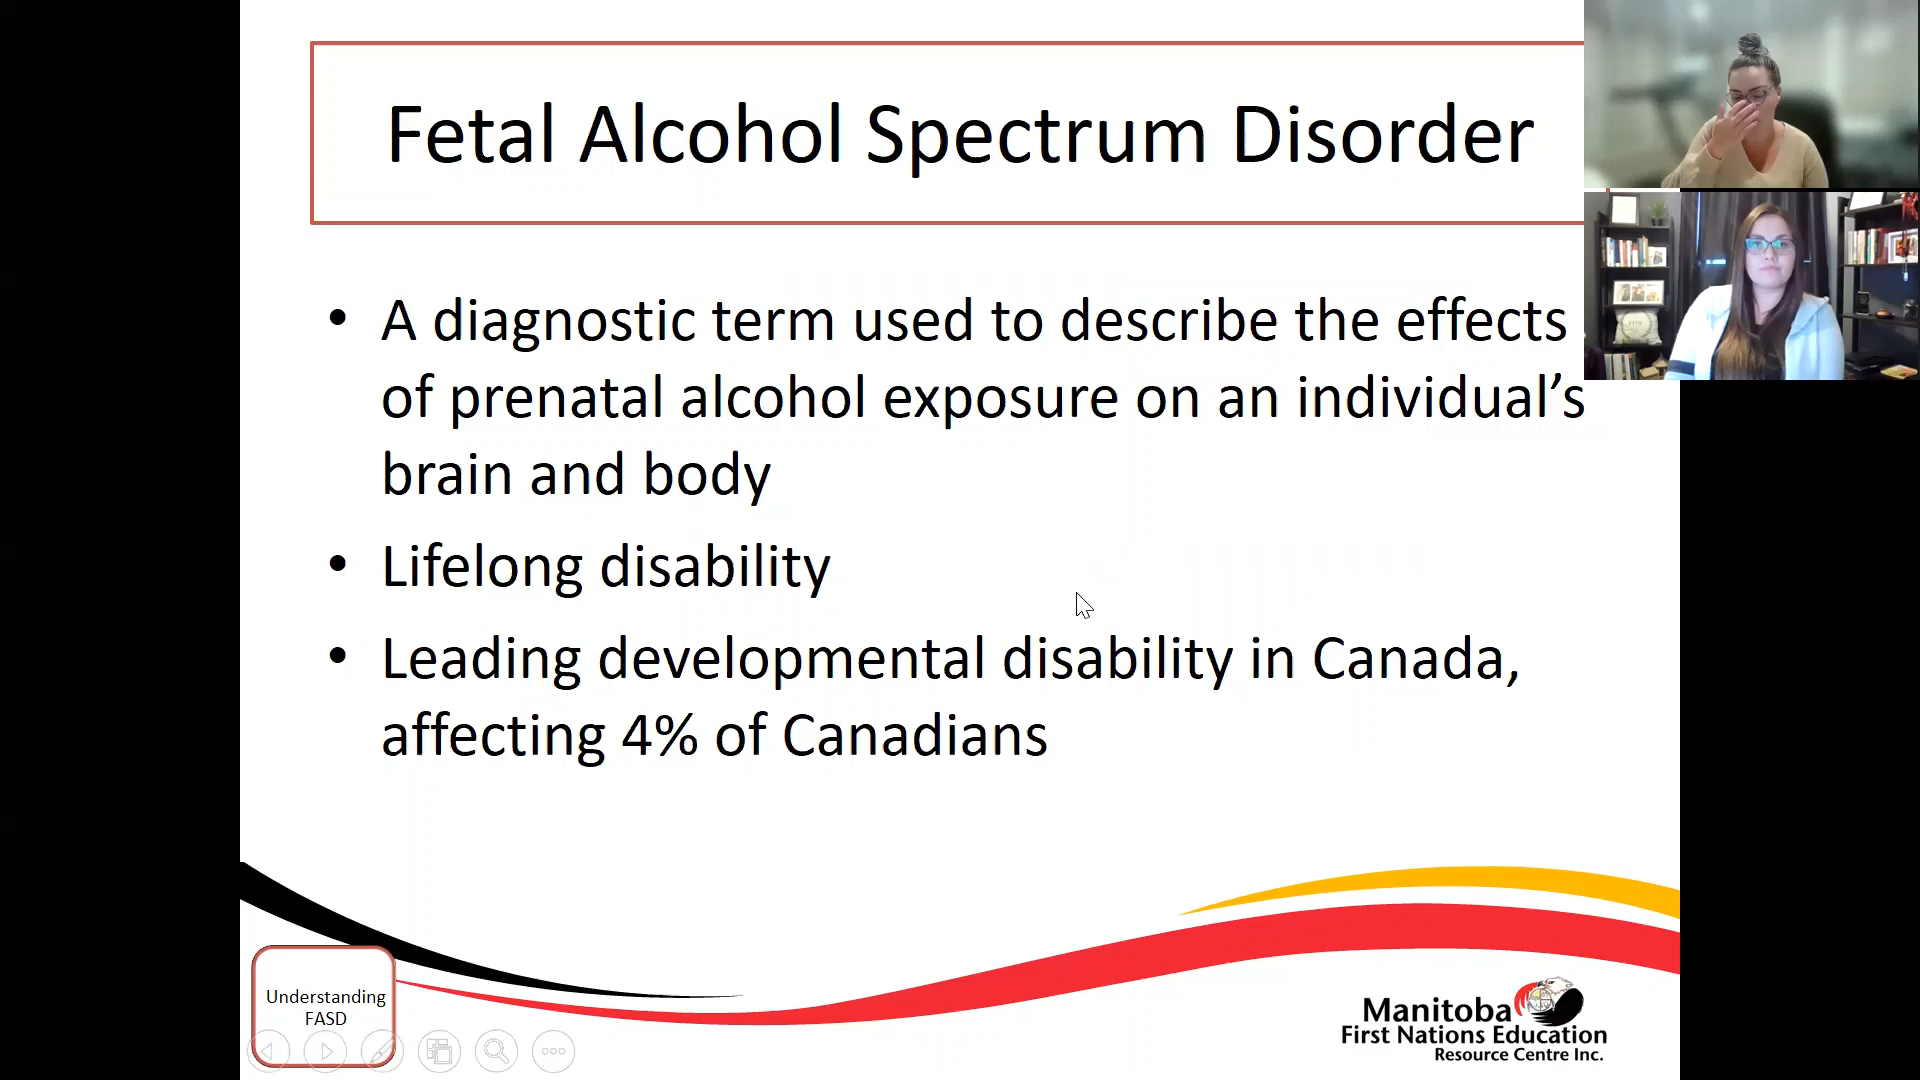 Fetal Alcohol Spectrum Disorder
• A diagnostic term used to describe the effects
of prenatal alcohol exposure on an individual’s
brain and body
• Lifelong disability
• Leading developmental disability in Canada,
affecting 4% of Canadians
Understanding
FASD
Manitoba
First Nations Education
Resource Centre Inc.